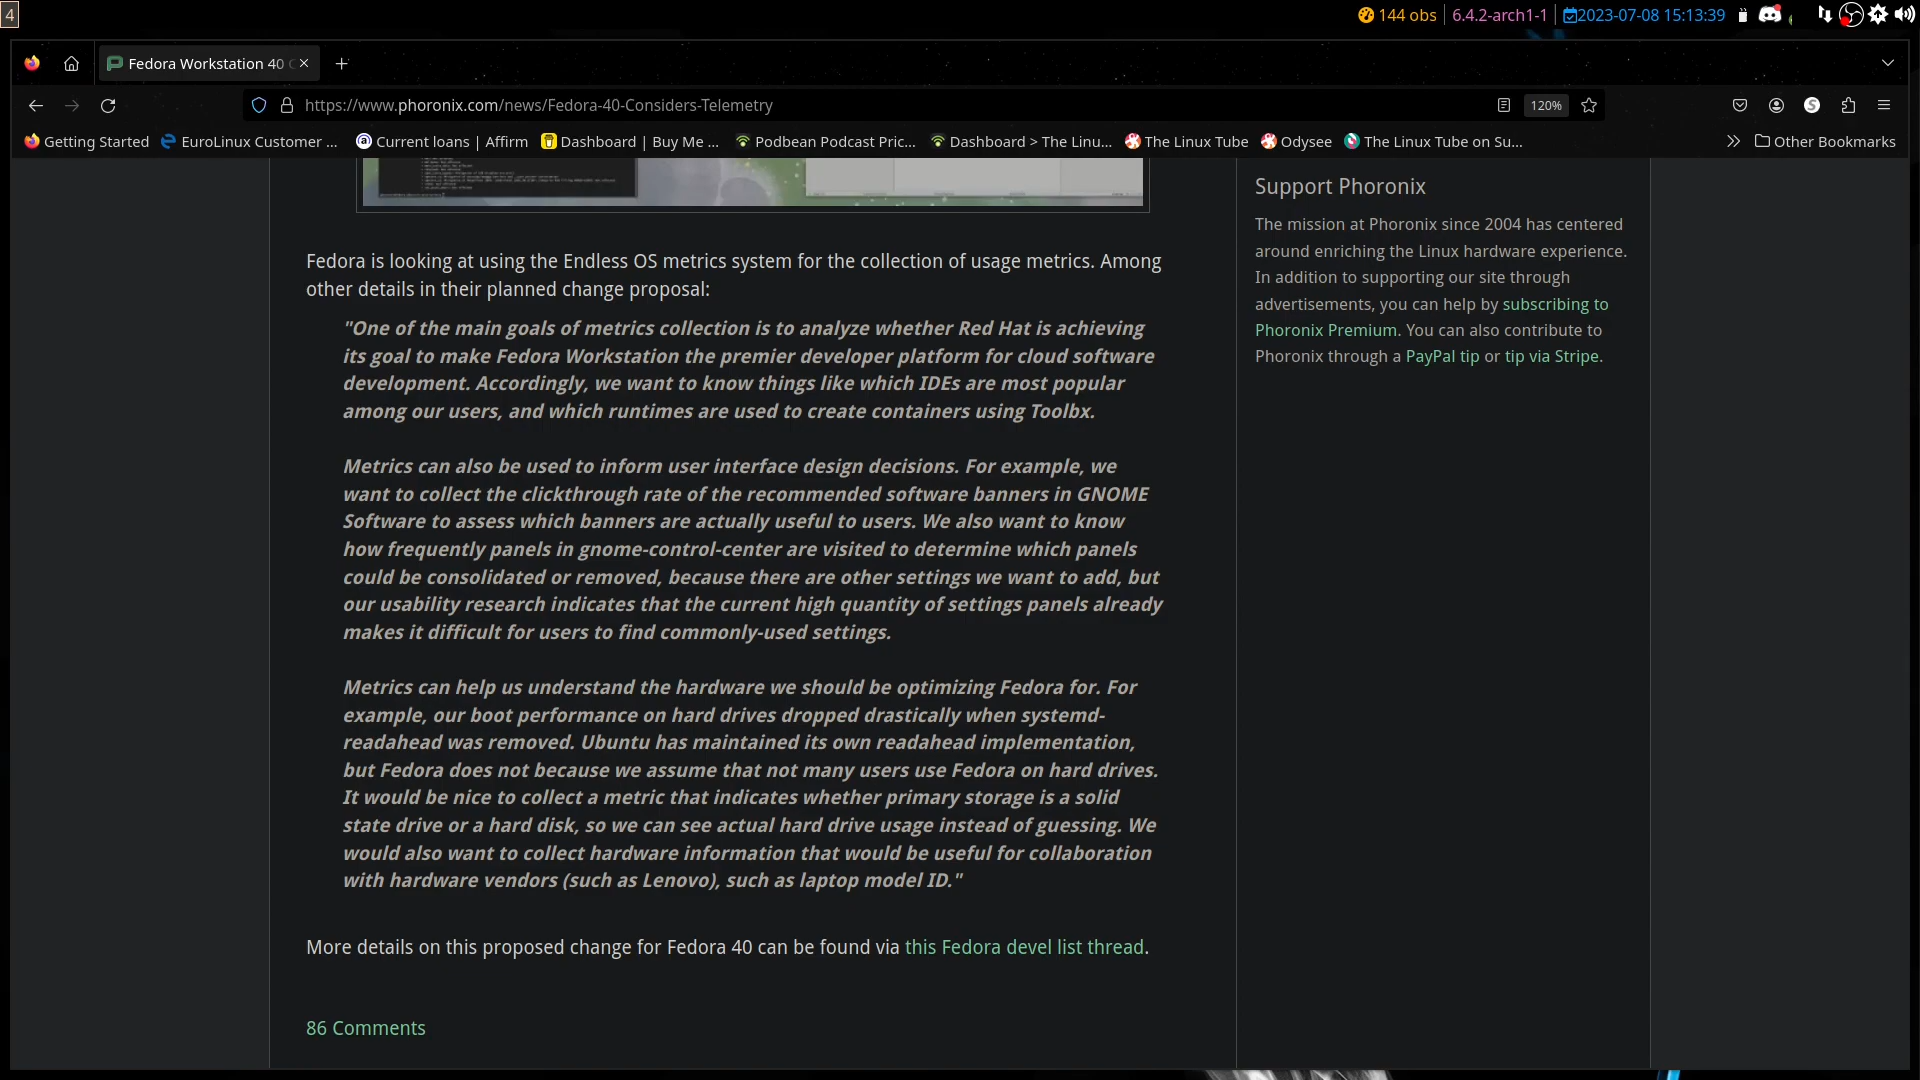 4
144 obs
6.4.2-arch1-1
2023-07-08 15:13:39
Fedora Workstation 40
https://www.phoronix.com/news/Fedora-40-Considers-Telemetry
120%
Getting Started
EuroLinux Customer ...
Current loans | Affirm
Dashboard | Buy Me ...
Podbean Podcast Pric...
Dashboard > The Linu...
The Linux Tube
Odysee
The Linux Tube on Su...
Other Bookmarks
Fedora is looking at using the Endless OS metrics system for the collection of usage metrics. Among
other details in their planned change proposal:
"One of the main goals of metrics collection is to analyze whether Red Hat is achieving
its goal to make Fedora Workstation the premier developer platform for cloud software
development. Accordingly, we want to know things like which IDEs are most popular
among our users, and which runtimes are used to create containers using Toolbx.
Metrics can also be used to inform user interface design decisions. For example, we
want to collect the clickthrough rate of the recommended software banners in GNOME
Software to assess which banners are actually useful to users. We also want to know
how frequently panels in gnome-control-center are visited to determine which panels
could be consolidated or removed, because there are other settings we want to add, but
our usability research indicates that the current high quantity of settings panels already
makes it difficult for users to find commonly-used settings.
Metrics can help us understand the hardware we should be optimizing Fedora for. For
example, our boot performance on hard drives dropped drastically when systemd-
readahead was removed. Ubuntu has maintained its own readahead implementation,
but Fedora does not because we assume that not many users use Fedora on hard drives.
It would be nice to collect a metric that indicates whether primary storage is a solid
state drive or a hard disk, so we can see actual hard drive usage instead of guessing. We
would also want to collect hardware information that would be useful for collaboration
with hardware vendors (such as Lenovo), such as laptop model ID."
More details on this proposed change for Fedora 40 can be found via this Fedora devel list thread.
86 Comments
Support Phoronix
The mission at Phoronix since 2004 has centered
around enriching the Linux hardware experience.
In addition to supporting our site through
advertisements, you can help by subscribing to
Phoronix Premium. You can also contribute to
Phoronix through a PayPal tip or tip via Stripe.